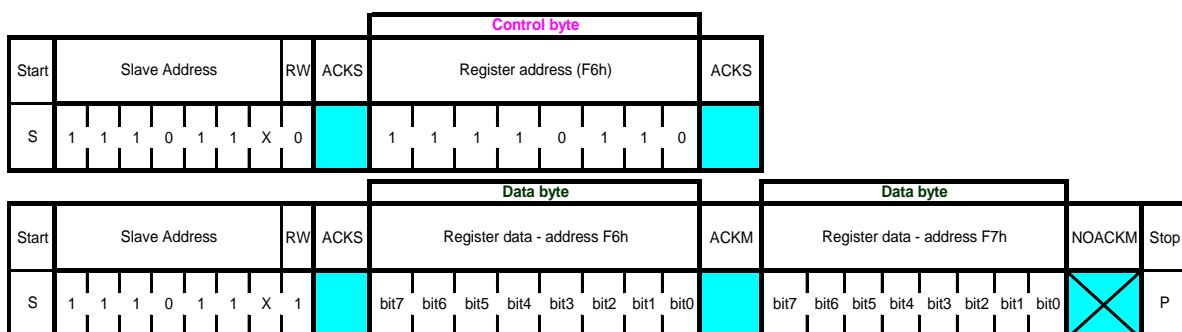 Control byte
Start Slave Address RW ACKS Register address (F6h) ACKS
S 1 1 1 0 1 1 X 0 1 1 1 1 0 1 1 0
Data byte Data byte
Start Slave Address RW ACKS Register data - address F6h ACKM Register data - address F7h NOACKM Stop
S 1 1 1 0 1 1 X 1 bit7 bit6 bit5 bit4 bit3 bit2 bit1 bit0 bit7 bit6 bit5 bit4 bit3 bit2 bit1 bit0 P